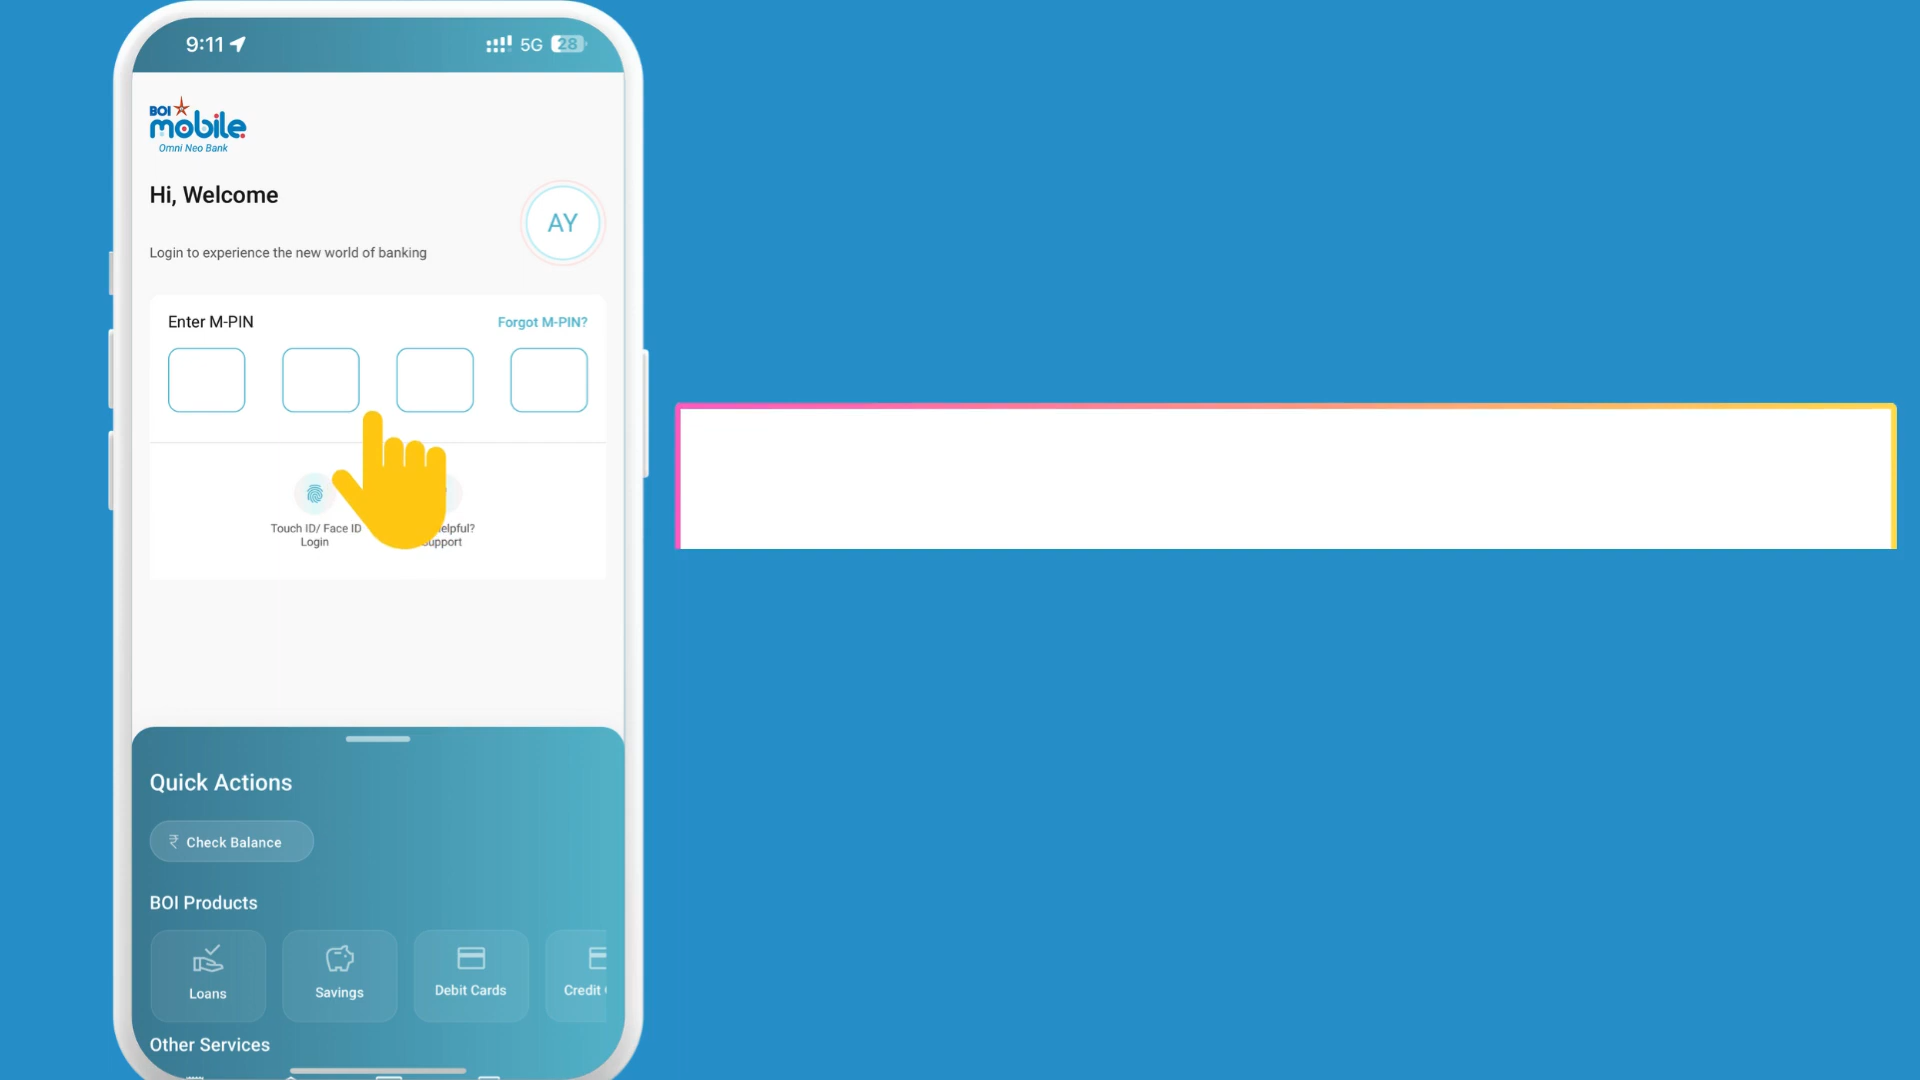 9:11
5G
28
BOI
mobile
Omni Neo Bank
Hi, Welcome
AY
Login to experience the new world of banking
Enter M-PIN
Forgot M-PIN?
Touch ID/ Face ID
Login
elpful?
upport
Quick Actions
₹ Check Balance
BOI Products
Loans
Savings
Debit Cards
Credit
Other Services